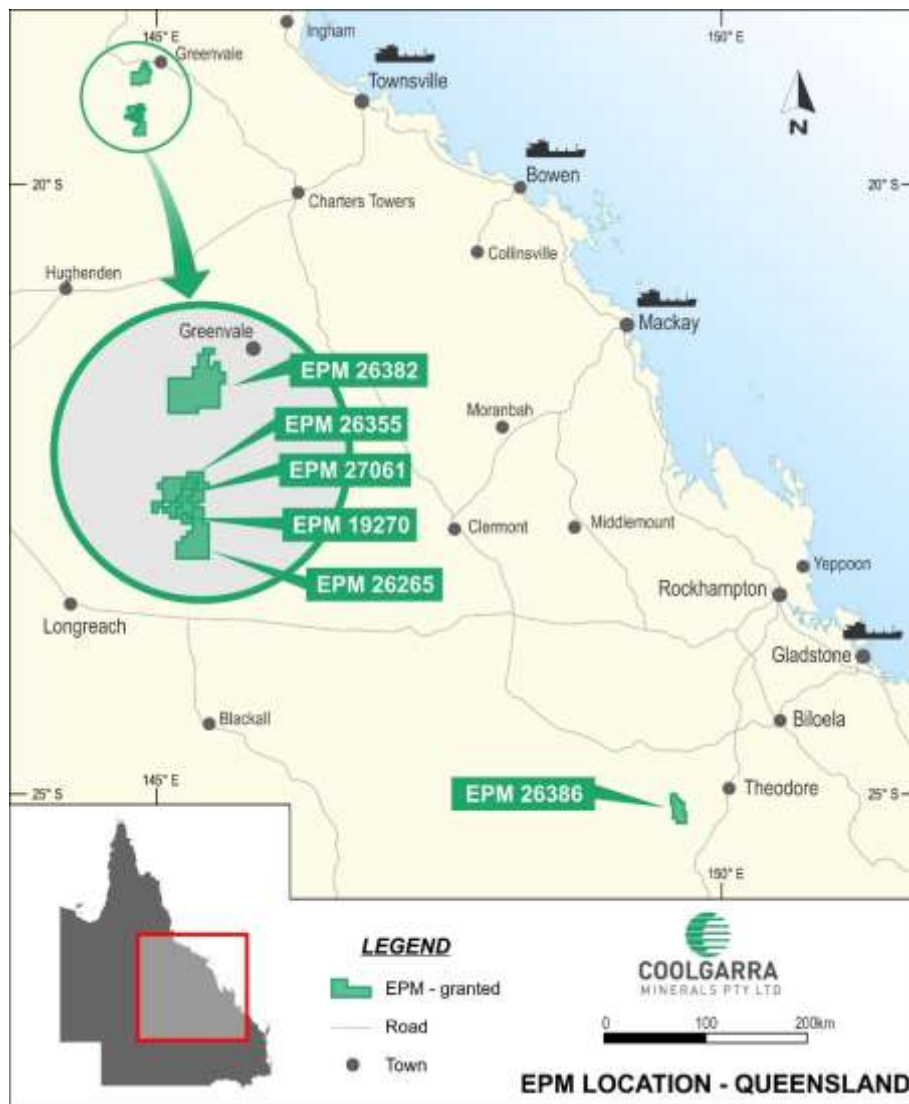 145° E
150° E
Ingham
Greenvale
Townsville
N
20° S
20° S
Bowen
Charters Towers
Collinsville
Hughenden
Mackay
Greenvale
EPM 26382
Moranbah
EPM 26355
EPM 27061
EPM 19270
Clermont
Middlemount
EPM 26265
Yeppoon
Rockhampton
Longreach
Gladstone
Blackall
Biloela
145° E
25° S
EPM 26386
Theodore
25° S
150° E
LEGEND
EPM - granted
Road
Town
COOLGARRA
MINERALS PTY LTD
0 100 200km
EPM LOCATION - QUEENSLAND